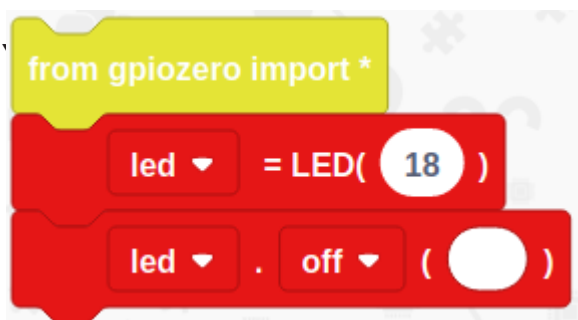 from gpiozero import *
led = LED( 18 )
led . off ( )